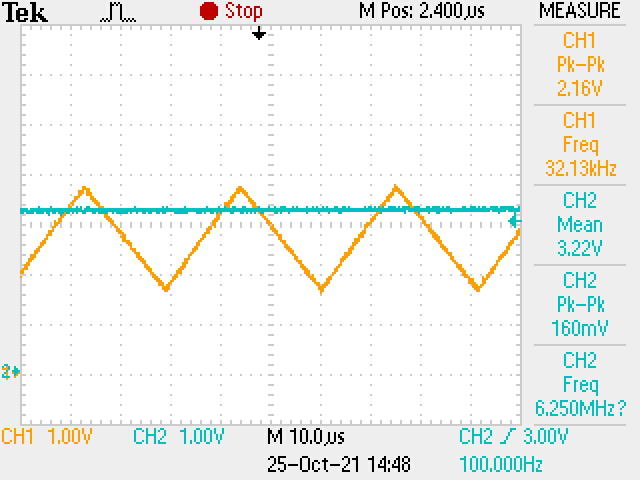 Tek Stop M Pos: 2.400µs MEASURE
CH1
Pk-Pk
2.16V
CH1
Freq
32.13kHz
CH2
Mean
3.22V
CH2
Pk-Pk
160mV
CH2
Freq
6.250MHz?
2
CH1 1.00V CH2 1.00V M 10.0µs CH2 3.00V
25-Oct-21 14:48 100.000Hz